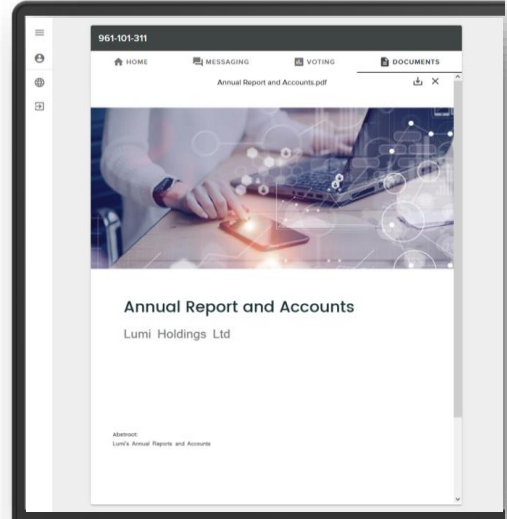 961-101-311
HOME MESSAGING VOTING DOCUMENTS
Annual Report and Accounts.pdf
Annual Report and Accounts
Lumi Holdings Ltd
Abstract:
Lumi's Annual Reports and Accounts